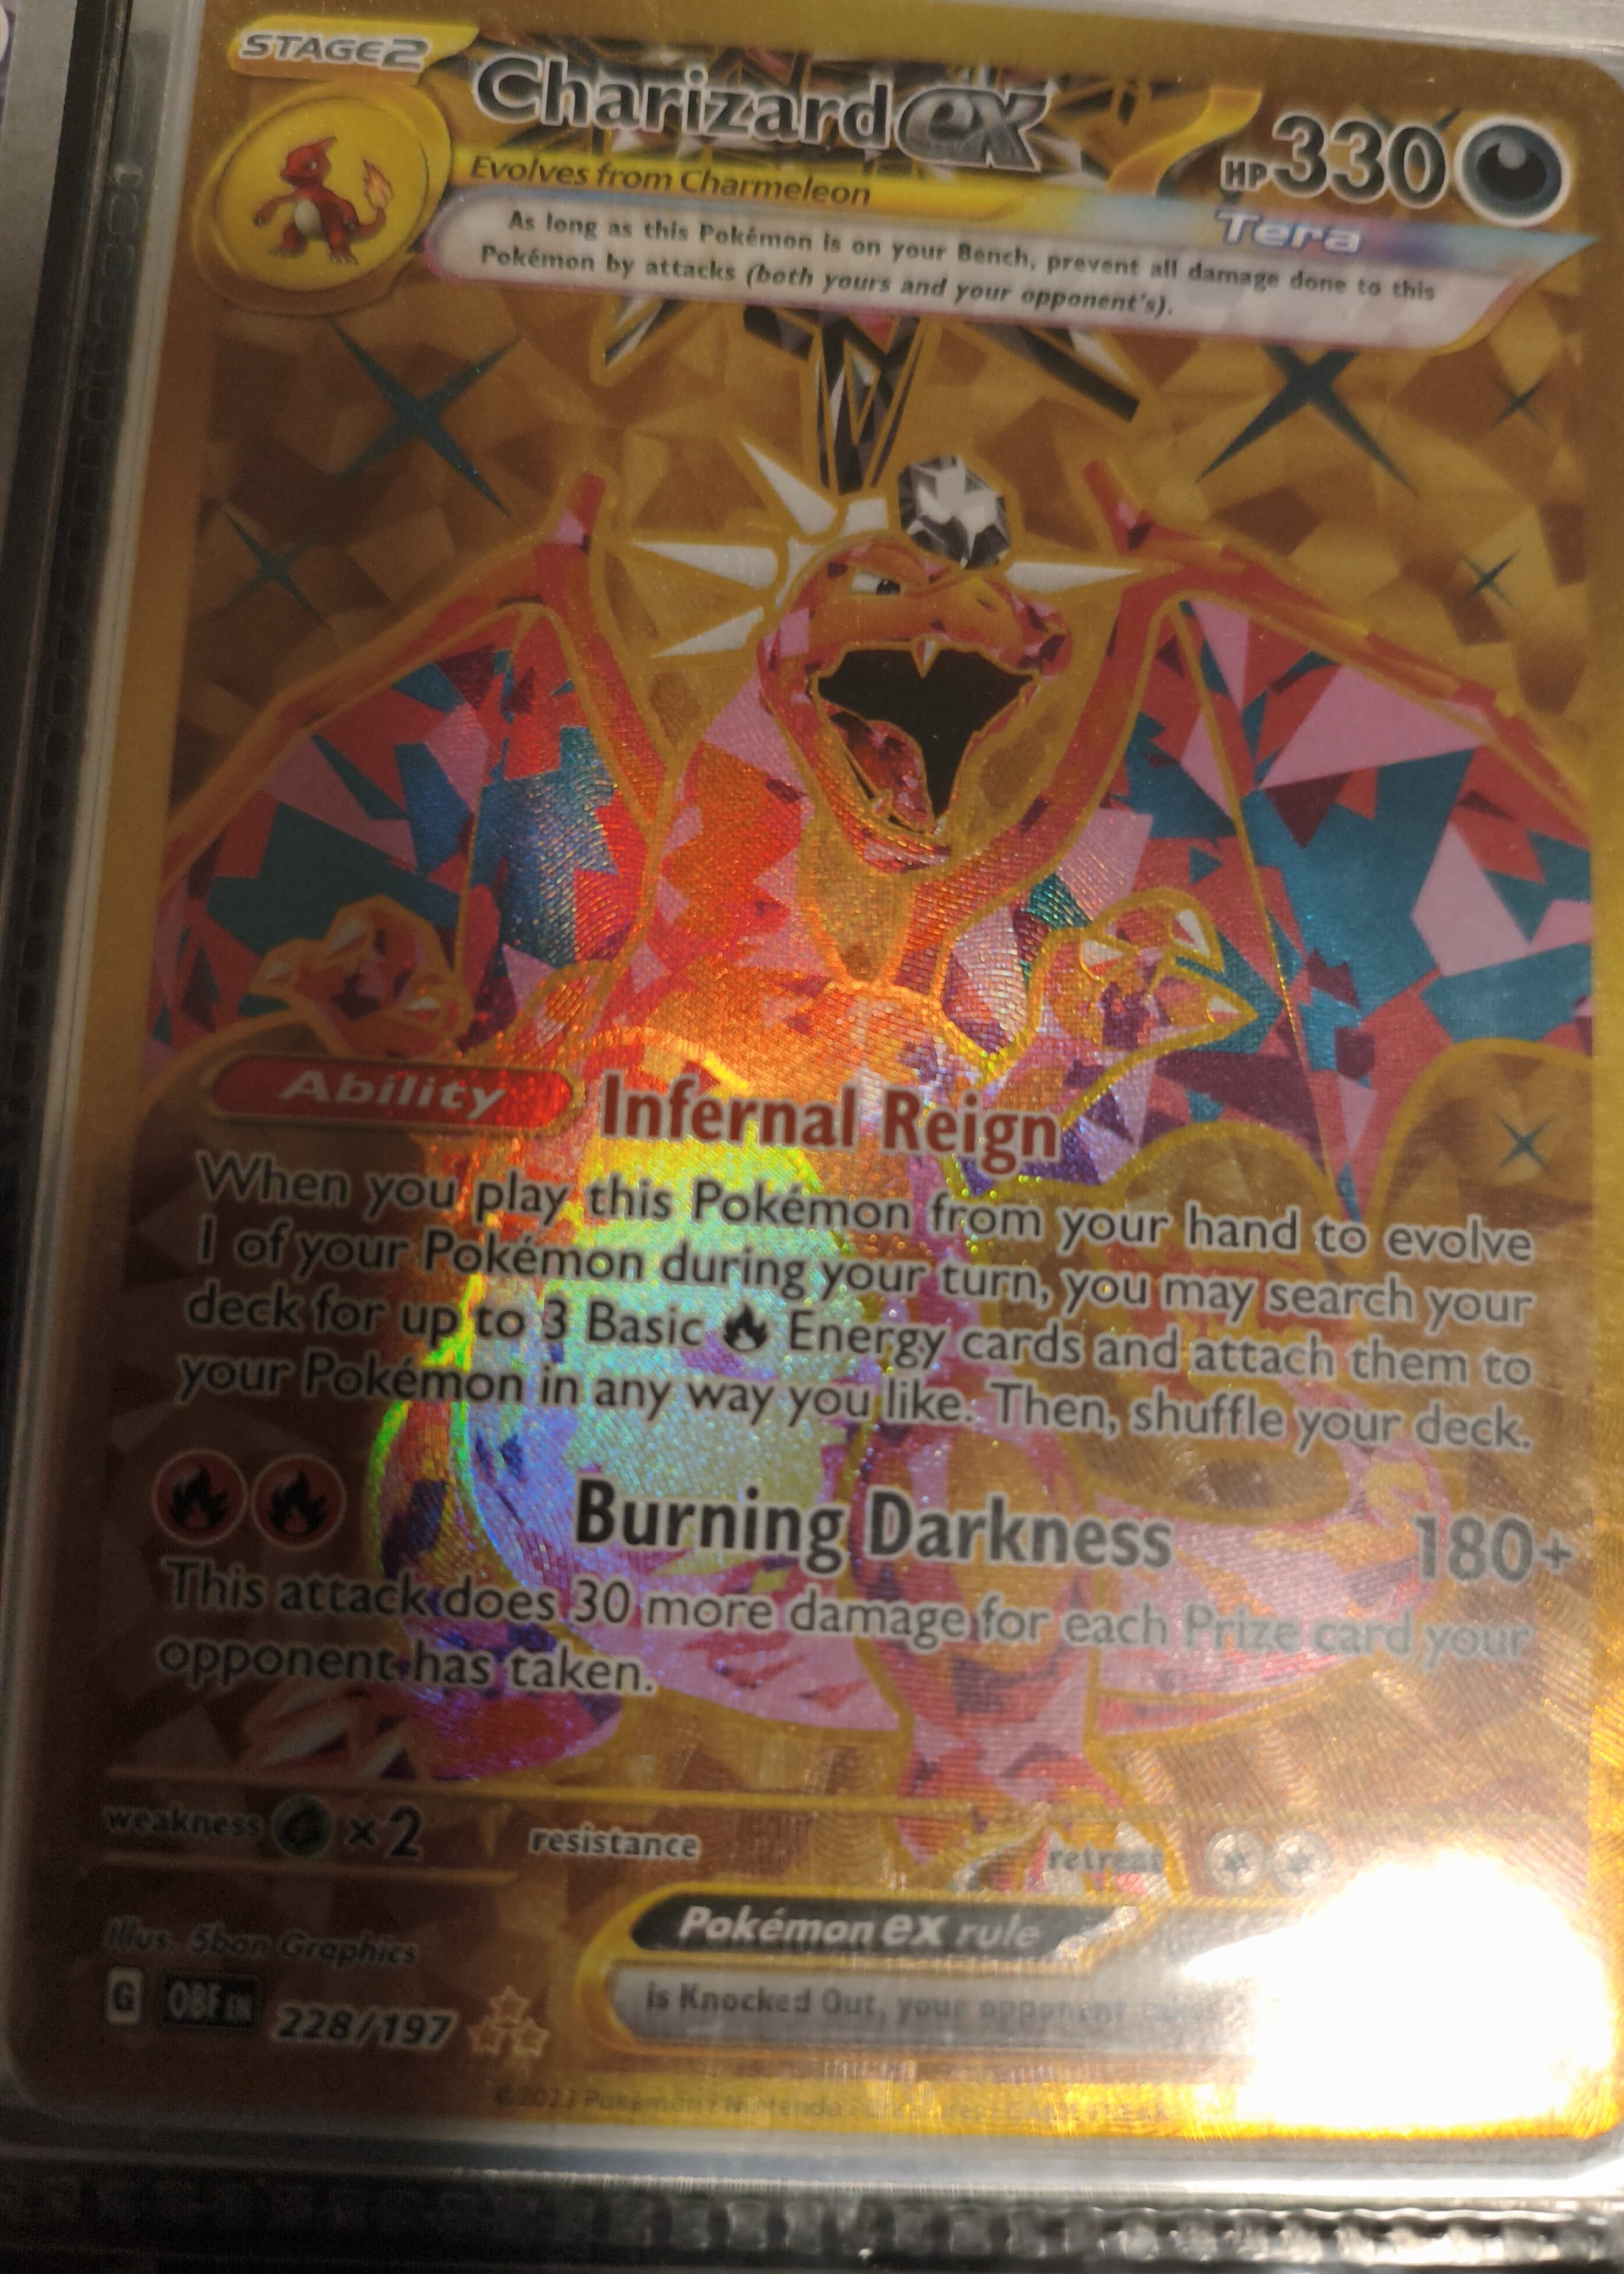 STAGE2
Charizard ex
HP 330
Evolves from Charmeleon
Tera
As long as this Pokémon is on your Bench, prevent all damage done to this
Pokémon by attacks (both yours and your opponent's).
Ability Infernal Reign
When you play this Pokémon from your hand to evolve
1 of your Pokémon during your turn, you may search your
deck for up to 3 Basic Energy cards and attach them to
your Pokémon in any way you like. Then, shuffle your deck.
Burning Darkness 180+
This attack does 30 more damage for each Prize card your
opponent has taken.
weakness ×2 resistance retreat
Illus. 5ban Graphics
Pokémon ex rule
is Knocked Out, your opponent
G OBF EN 228/197
©2023 Pokémon / Nintendo